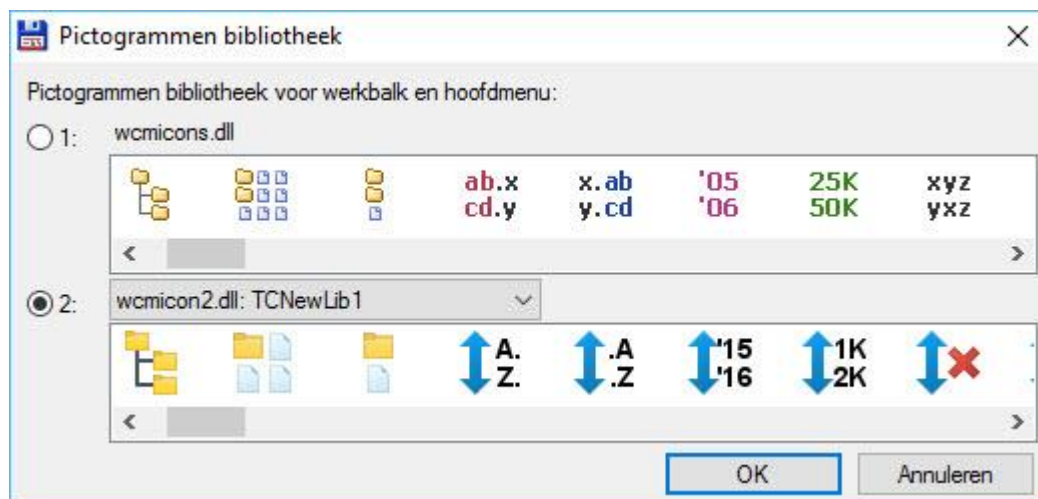 Pictogrammen bibliotheek
Pictogrammen bibliotheek voor werkbalk en hoofdmenu:
1: wcmicons.dll
ab.x x.ab '05 25K xyz
cd.y y.cd '06 50K yxz
2: wcmicon2.dll: TCNewLib1
A. .A '15 1K
Z. .Z '16 2K
OK Annuleren